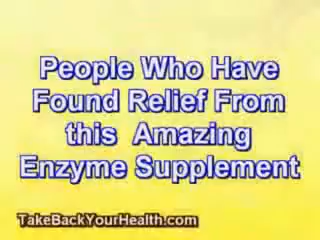 People Who Have
Found Relief From
this Amazing
Enzyme Supplement
TakeBackYourHealth.com